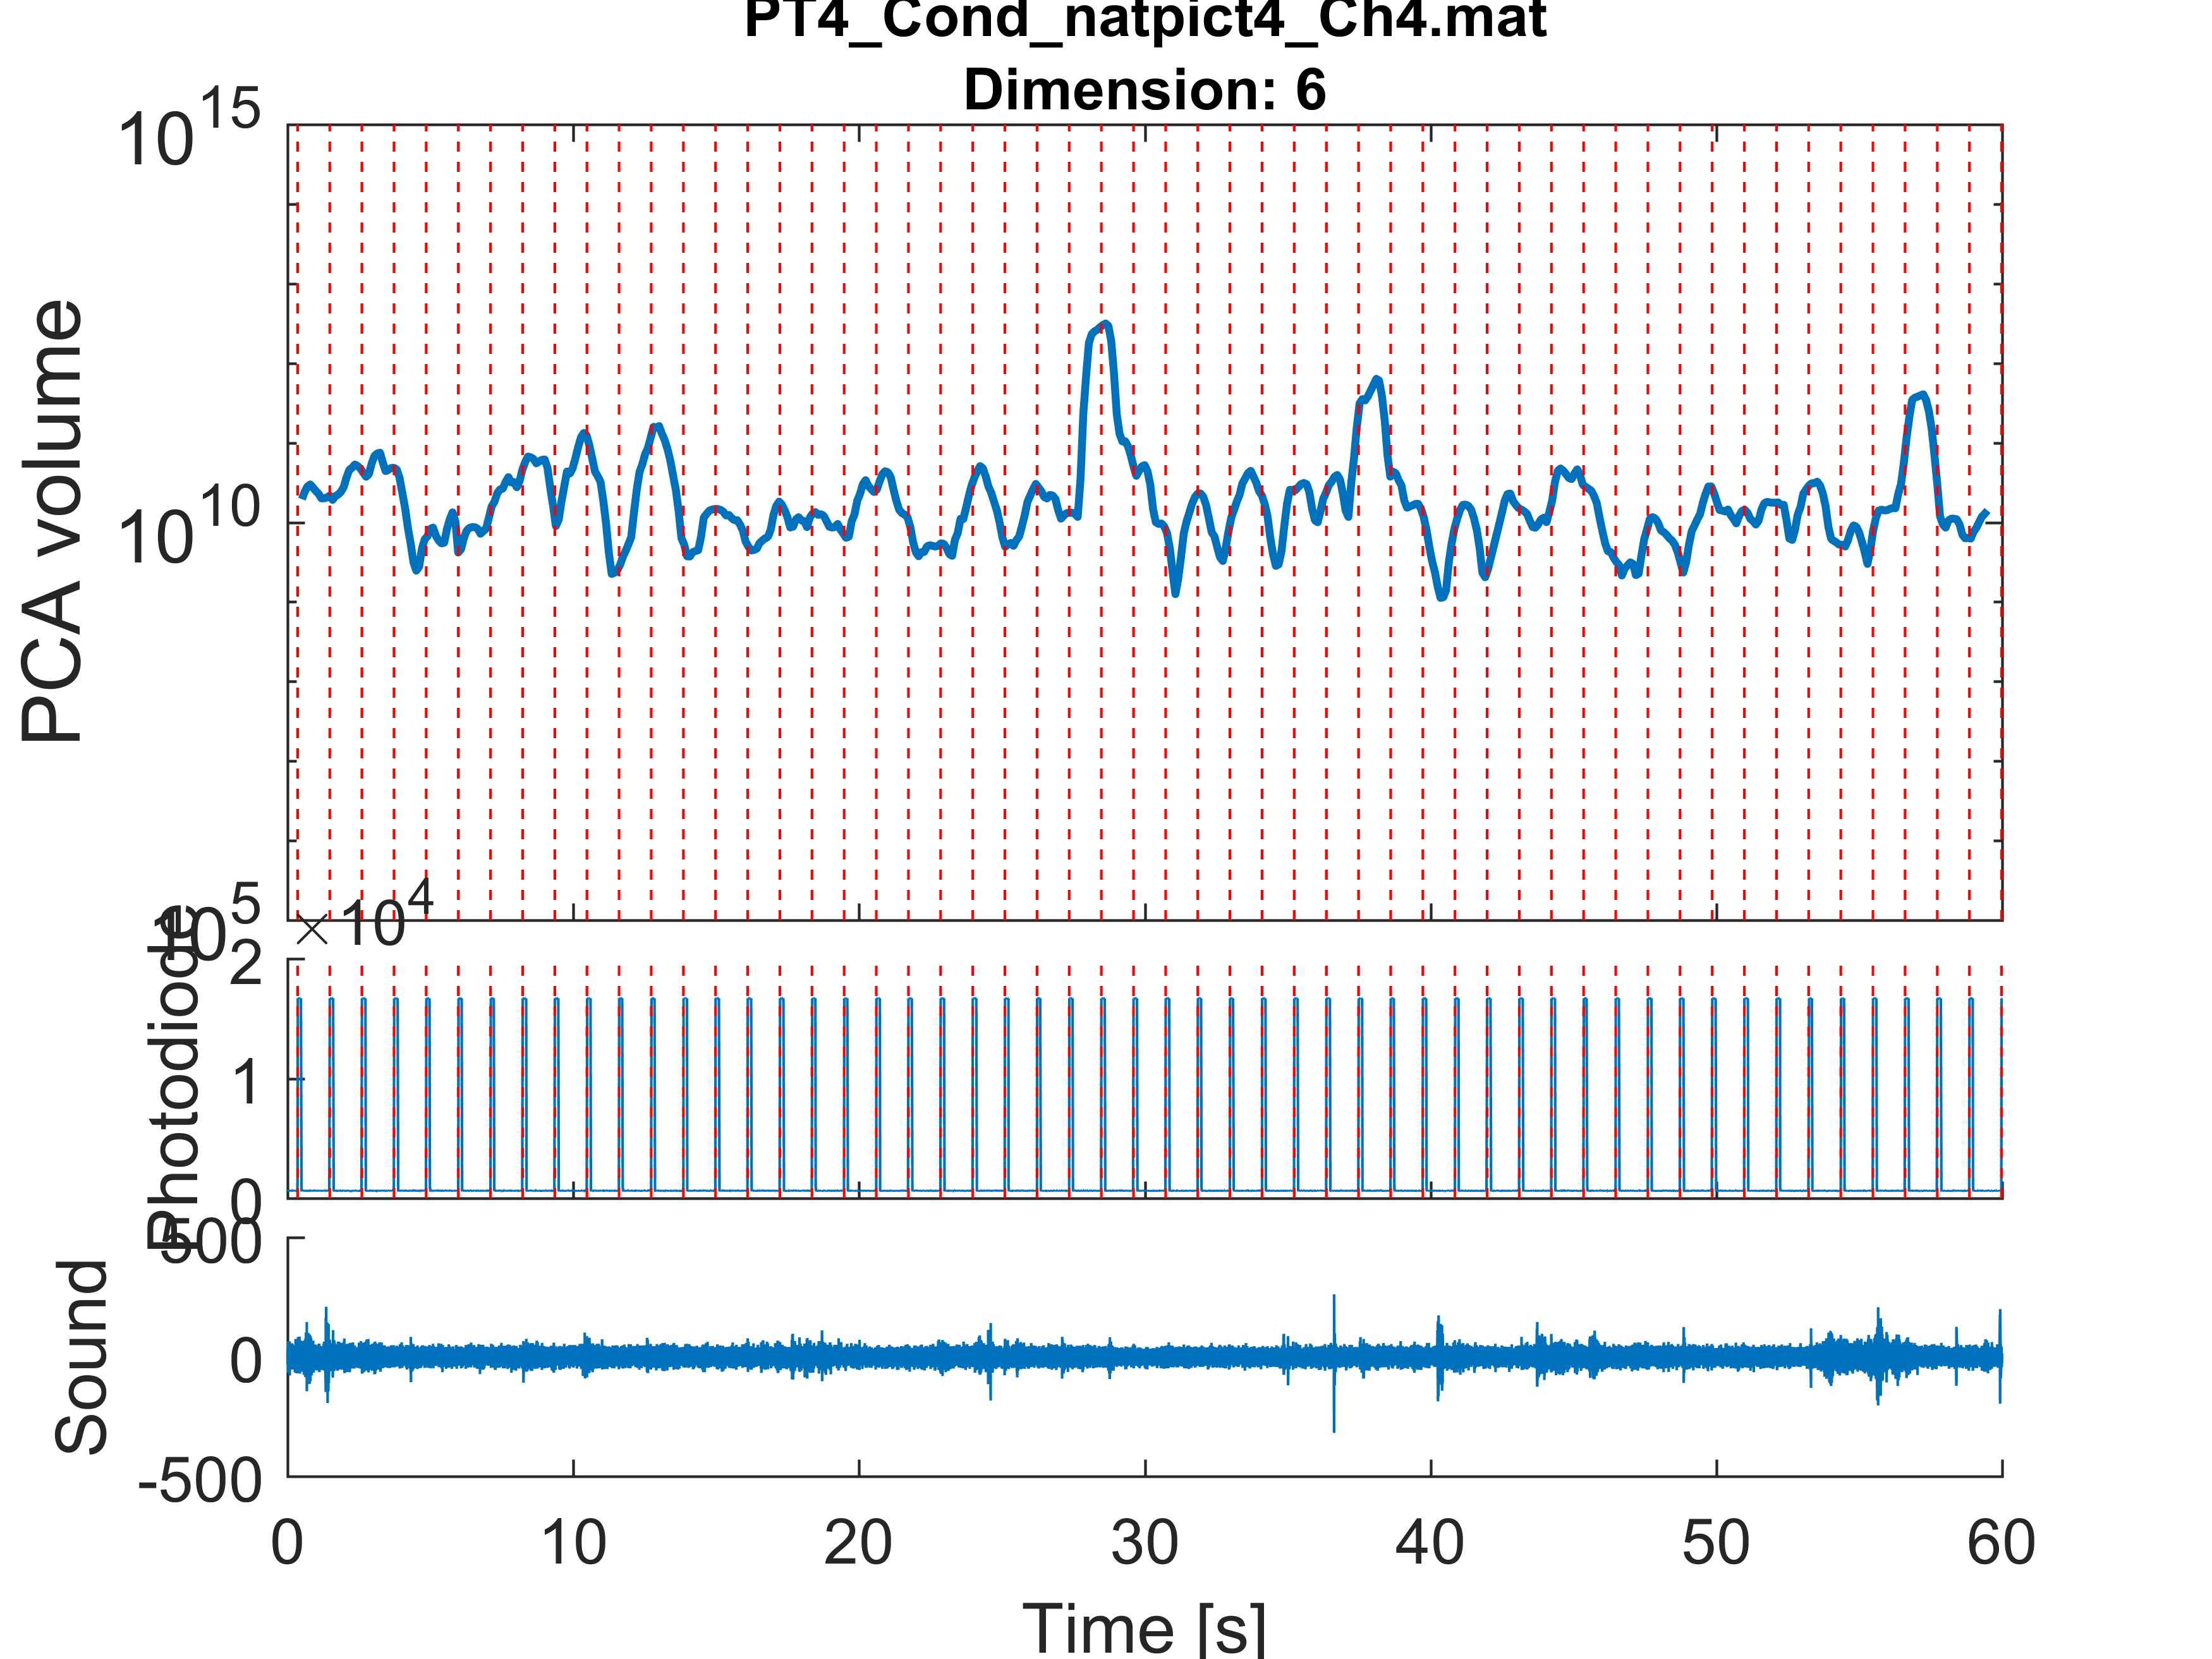 PT4_Cond_natpict4_Ch4.mat
Dimension: 6
10^15
10^10
10^5
PCA volume
×10^4
2
1
0
Photodiode
500
0
-500
Sound
0 10 20 30 40 50 60
Time [s]